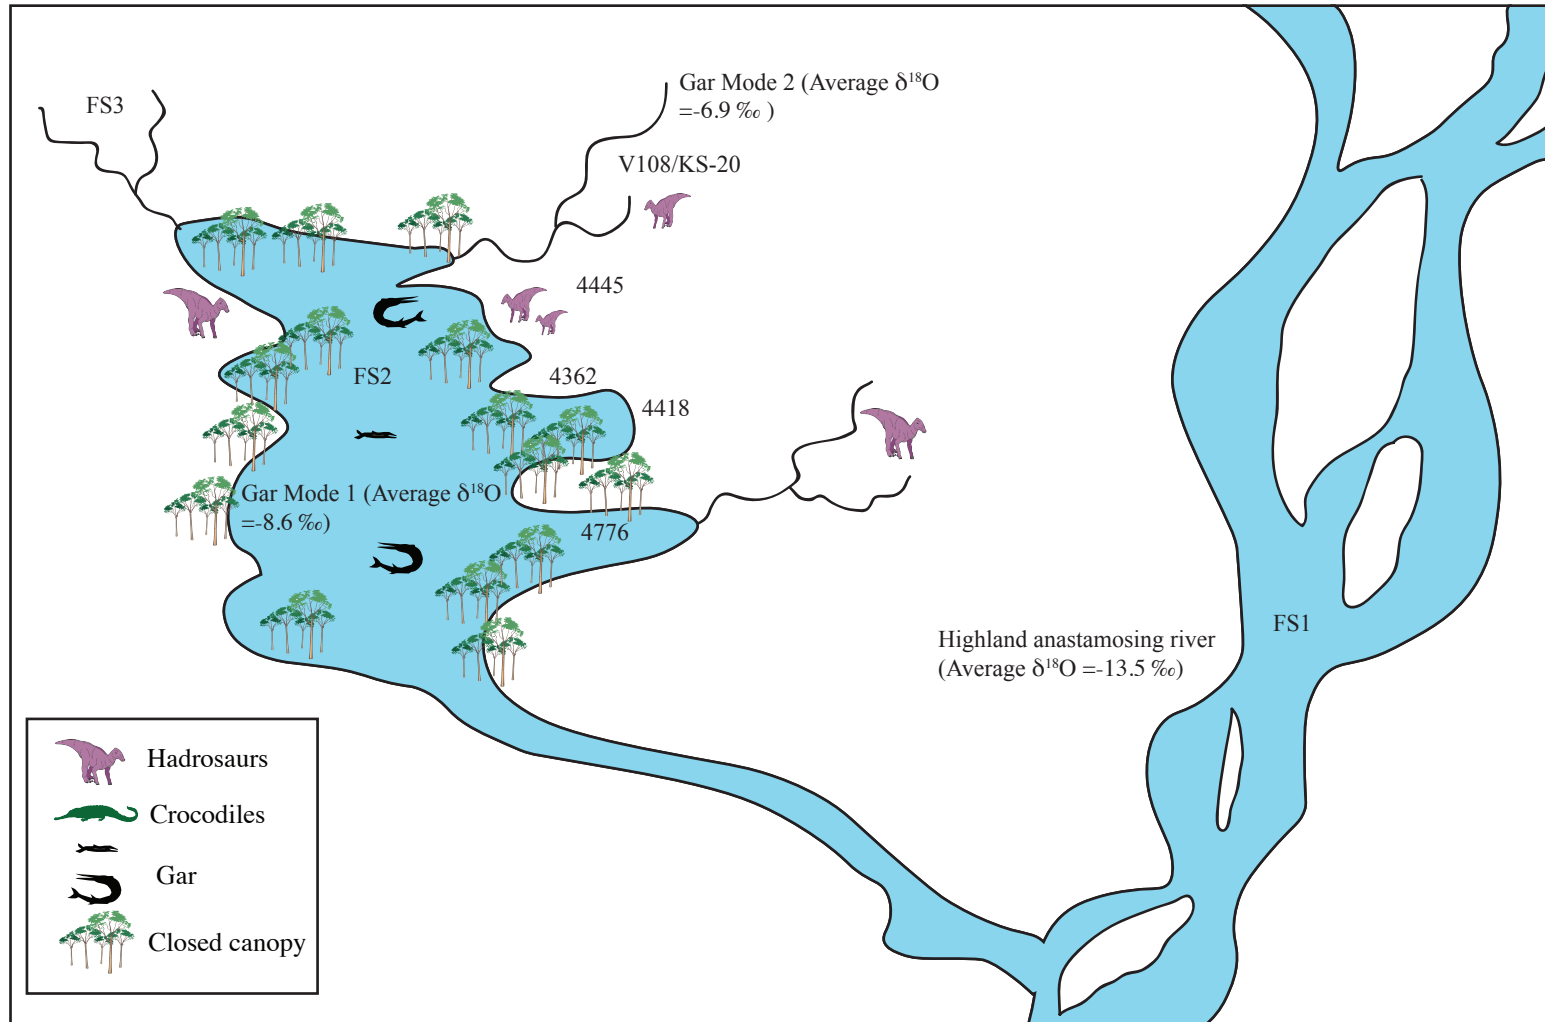 FS3
Gar Mode 2 (Average δ¹⁸O
=-6.9 ‰ )
V108/KS-20
4445
4362
FS2
4418
Gar Mode 1 (Average δ¹⁸O
=-8.6 ‰)
4776
Highland anastamosing river
(Average δ¹⁸O =-13.5 ‰)
FS1
Hadrosaurs
Crocodiles
Gar
Closed canopy